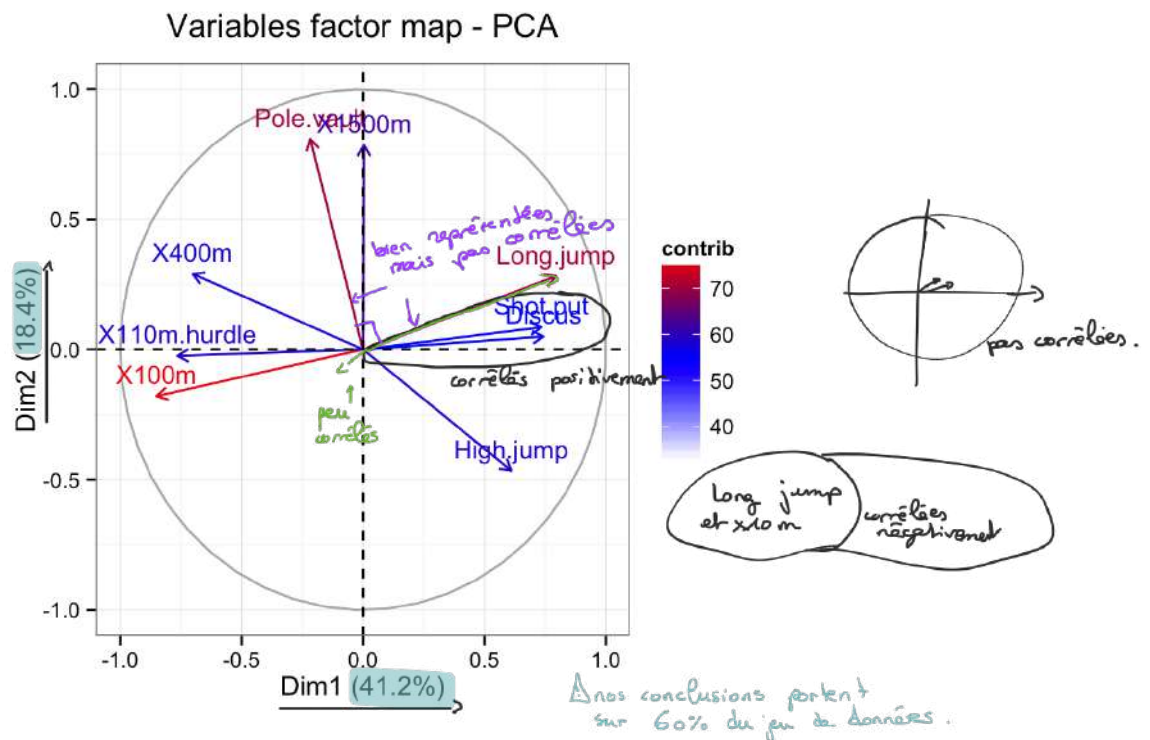 Variables factor map - PCA
1.0
0.5
0.0
-0.5
-1.0
Dim2 (18.4%)
Pole.vault
X1500m
X400m
X110m.hurdle
X100m
Long.jump
Shot.put
Discus
High.jump
bien représentées
mais pas corrélées
corrélés positivement
peu
corrélés
-1.0
-0.5
0.0
0.5
1.0
Dim1 (41.2%)
contrib
70
60
50
40
pas corrélées.
Long jump
et x110m
corrélées
négativement
⚠ nos conclusions portent
sur 60% du jeu de données.